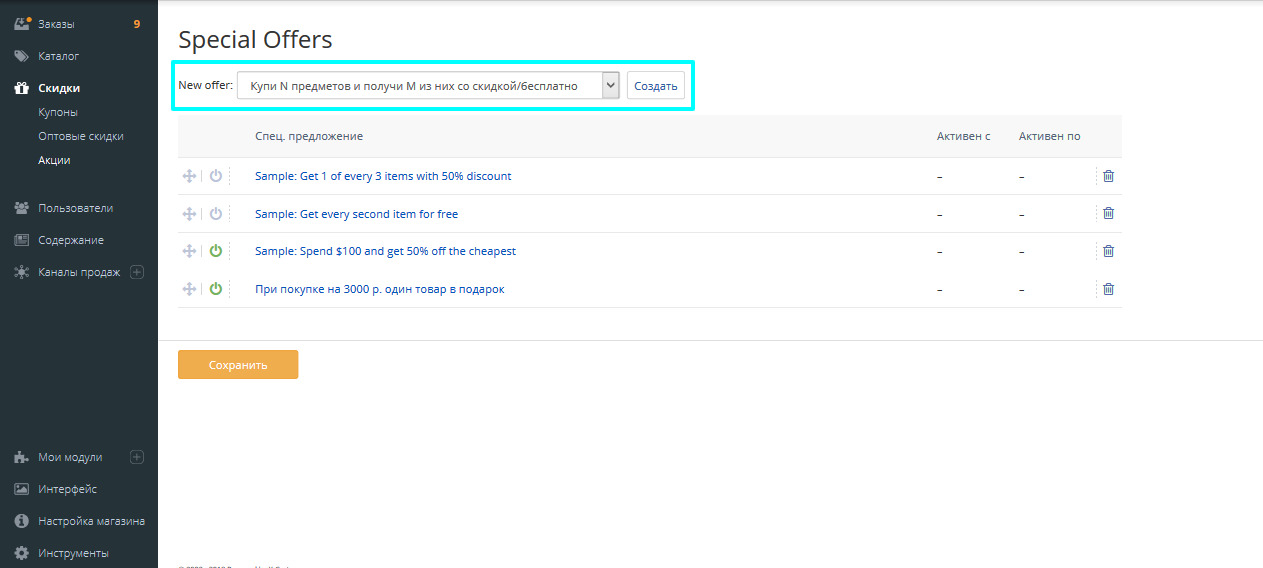 Заказы 9
Каталог
Скидки
Купоны
Оптовые скидки
Акции
Пользователи
Содержание
Каналы продаж
Мои модули
Интерфейс
Настройка магазина
Инструменты
Special Offers
New offer: Купи N предметов и получи M из них со скидкой/бесплатно Создать
Спец. предложение Активен с Активен по
Sample: Get 1 of every 3 items with 50% discount – –
Sample: Get every second item for free – –
Sample: Spend $100 and get 50% off the cheapest – –
При покупке на 3000 р. один товар в подарок – –
Сохранить